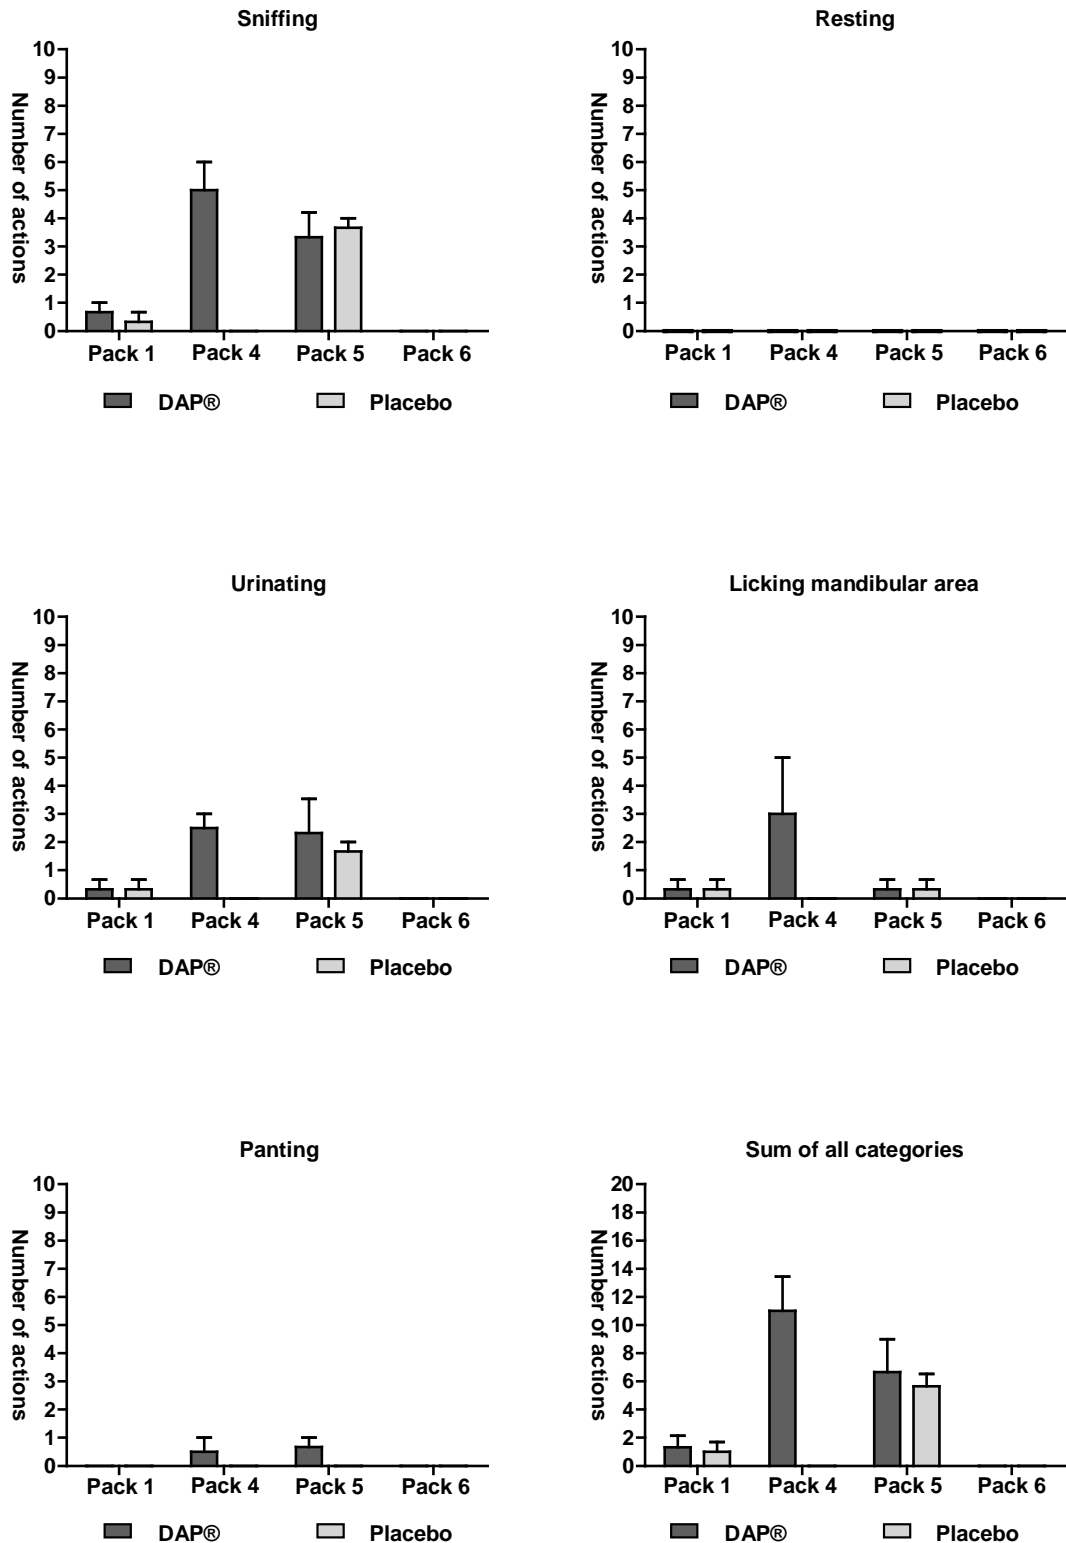 Sniffing
Number of actions
10
9
8
7
6
5
4
3
2
1
0
Pack 1 Pack 4 Pack 5 Pack 6
DAP® Placebo
Resting
Number of actions
10
9
8
7
6
5
4
3
2
1
0
Pack 1 Pack 4 Pack 5 Pack 6
DAP® Placebo
Urinating
Number of actions
10
9
8
7
6
5
4
3
2
1
0
Pack 1 Pack 4 Pack 5 Pack 6
DAP® Placebo
Licking mandibular area
Number of actions
10
9
8
7
6
5
4
3
2
1
0
Pack 1 Pack 4 Pack 5 Pack 6
DAP® Placebo
Panting
Number of actions
10
9
8
7
6
5
4
3
2
1
0
Pack 1 Pack 4 Pack 5 Pack 6
DAP® Placebo
Sum of all categories
Number of actions
20
18
16
14
12
10
8
6
4
2
0
Pack 1 Pack 4 Pack 5 Pack 6
DAP® Placebo